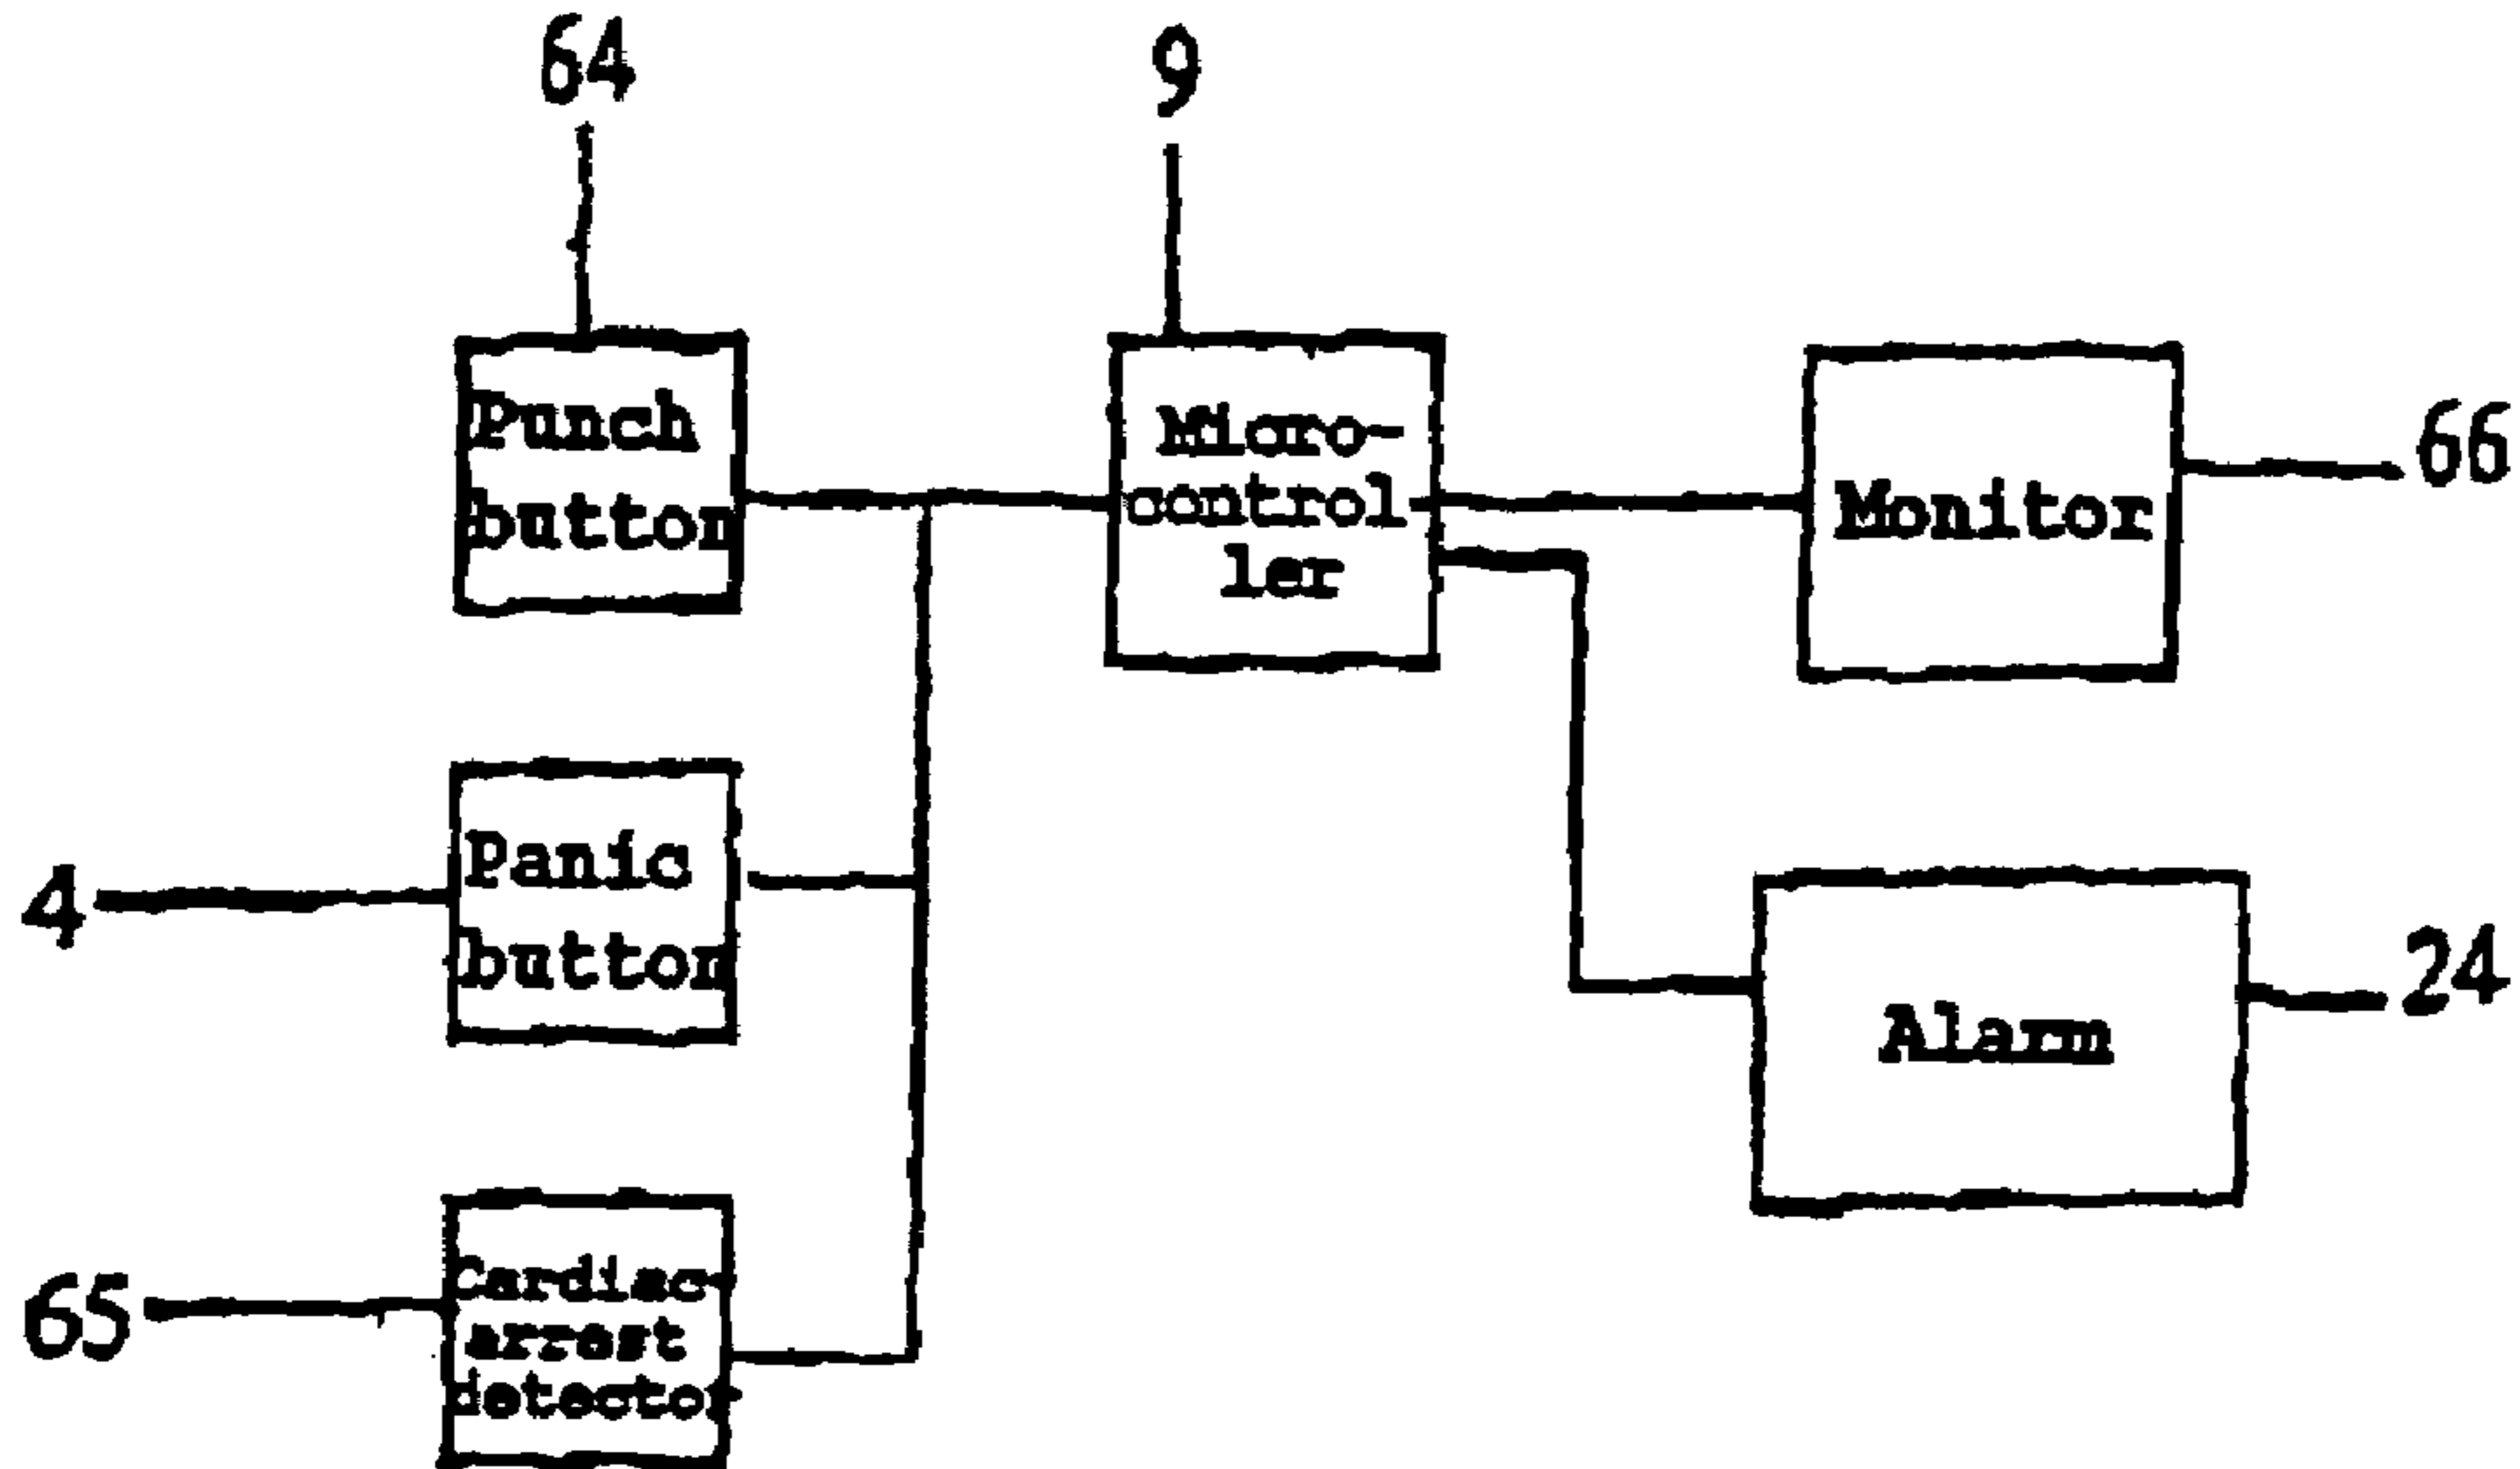 64
9
Punch
button
Micro-
control-
ler
Monitor
66
4
Panic
button
Alarm
24
65
Cardiac-
arrest
detector